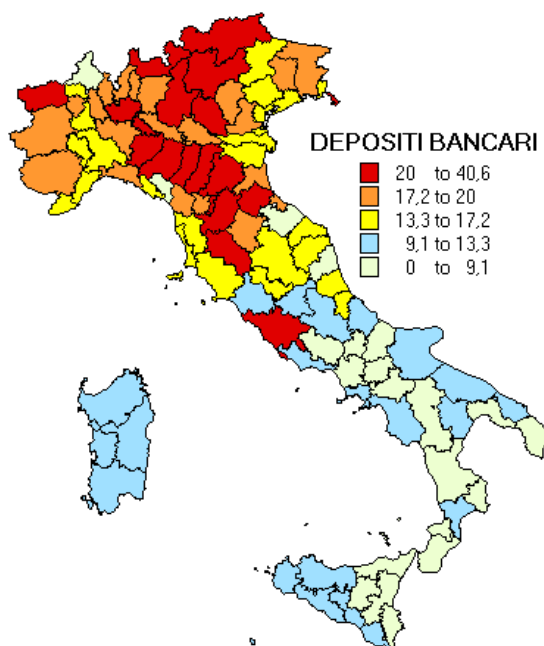 DEPOSITI BANCARI
20 to 40,6
17,2 to 20
13,3 to 17,2
9,1 to 13,3
0 to 9,1